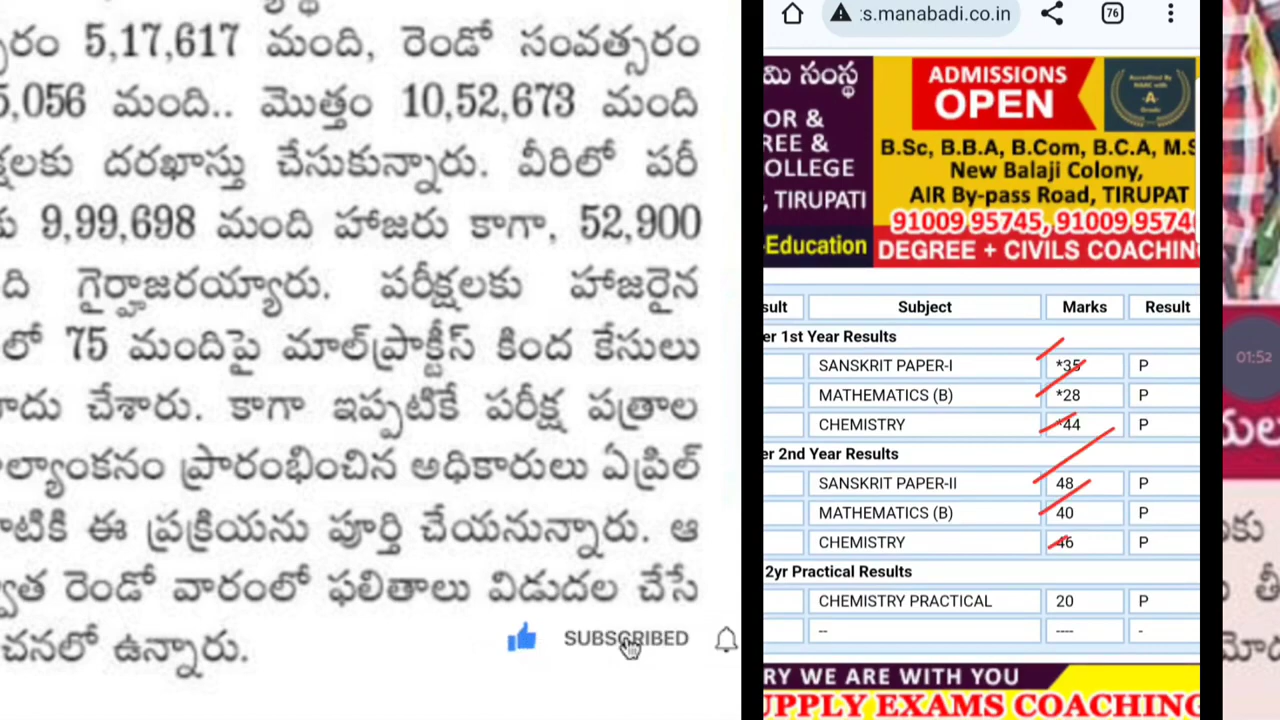 5,17,617 మంది, రెండో సంవత్సరం
మంది.. మొత్తం 10,52,673 మంది
దరఖాస్తు చేసుకున్నారు. వీరిలో పరీ
9,99,698 మంది హాజరు కాగా, 52,900
గైర్హాజరయ్యారు. పరీక్షలకు హాజరైన
లో 75 మందిపై మాల్‌ప్రాక్టీస్ కింద కేసులు
చేశారు. కాగా ఇప్పటికే పరీక్ష పత్రాల
ప్రారంభించిన అధికారులు ఏప్రిల్
ఈ ప్రక్రియను పూర్తి చేయనున్నారు. ఆ
రెండో వారంలో ఫలితాలు విడుదల చేసే
ఉన్నారు.
SUBSCRIBED
s.manabadi.co.in
76
మి సంస్థ
OR &
REE &
OLLEGE
, TIRUPATI
-Education
ADMISSIONS
OPEN
Accredited By
NAAC with
-A-
Grade
B.Sc, B.B.A, B.Com, B.C.A, M.S
New Balaji Colony,
AIR By-pass Road, TIRUPAT
91009 95745, 91009 9574
DEGREE + CIVILS COACHIN
sult Subject Marks Result
er 1st Year Results
SANSKRIT PAPER-I *35 P
MATHEMATICS (B) *28 P
CHEMISTRY *44 P
er 2nd Year Results
SANSKRIT PAPER-II 48 P
MATHEMATICS (B) 40 P
CHEMISTRY 46 P
2yr Practical Results
CHEMISTRY PRACTICAL 20 P
-- ---- -
RY WE ARE WITH YOU
UPPLY EXAMS COACHING
01:52